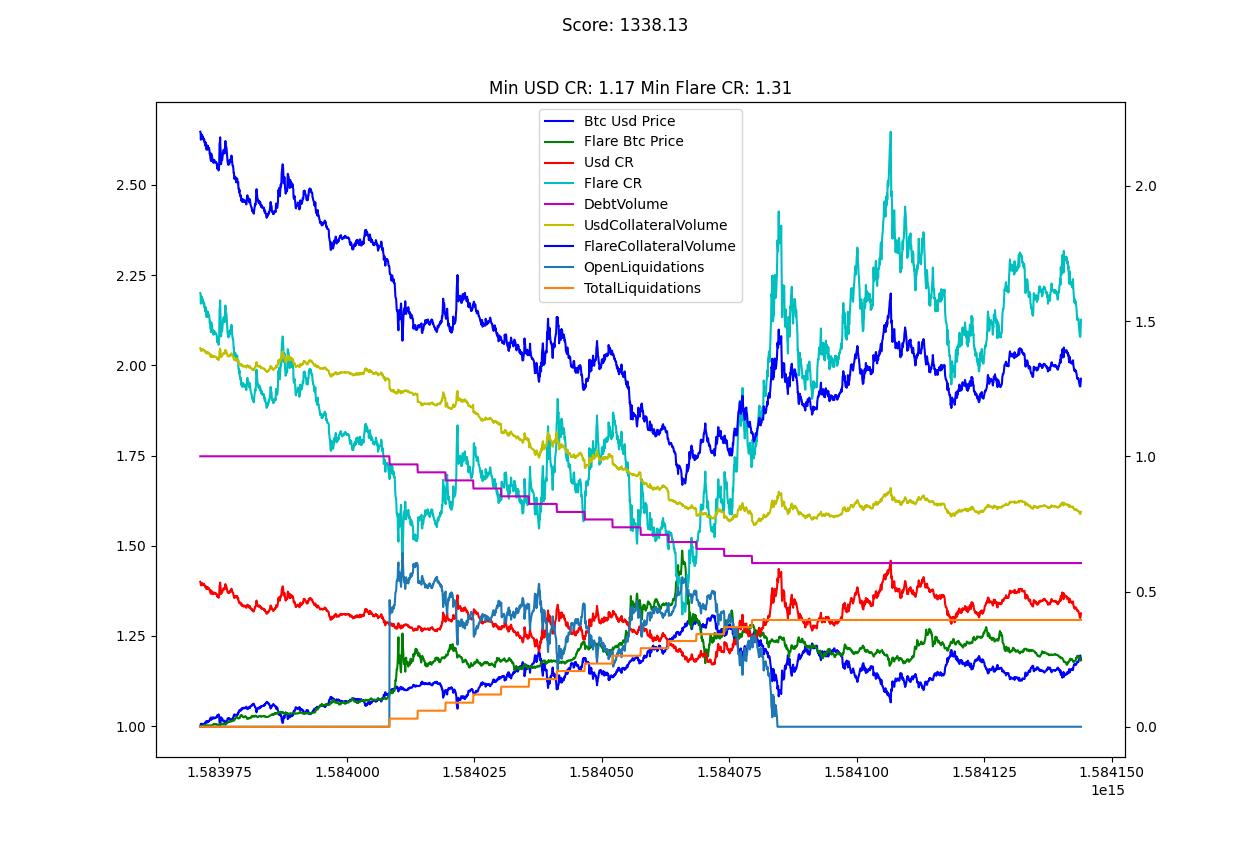 Score: 1338.13
Min USD CR: 1.17 Min Flare CR: 1.31
Btc Usd Price
Flare Btc Price
Usd CR
Flare CR
DebtVolume
UsdCollateralVolume
FlareCollateralVolume
OpenLiquidations
TotalLiquidations
2.50
2.25
2.00
1.75
1.50
1.25
1.00
2.0
1.5
1.0
0.5
0.0
1.583975 1.584000 1.584025 1.584050 1.584075 1.584100 1.584125 1.584150
1e15